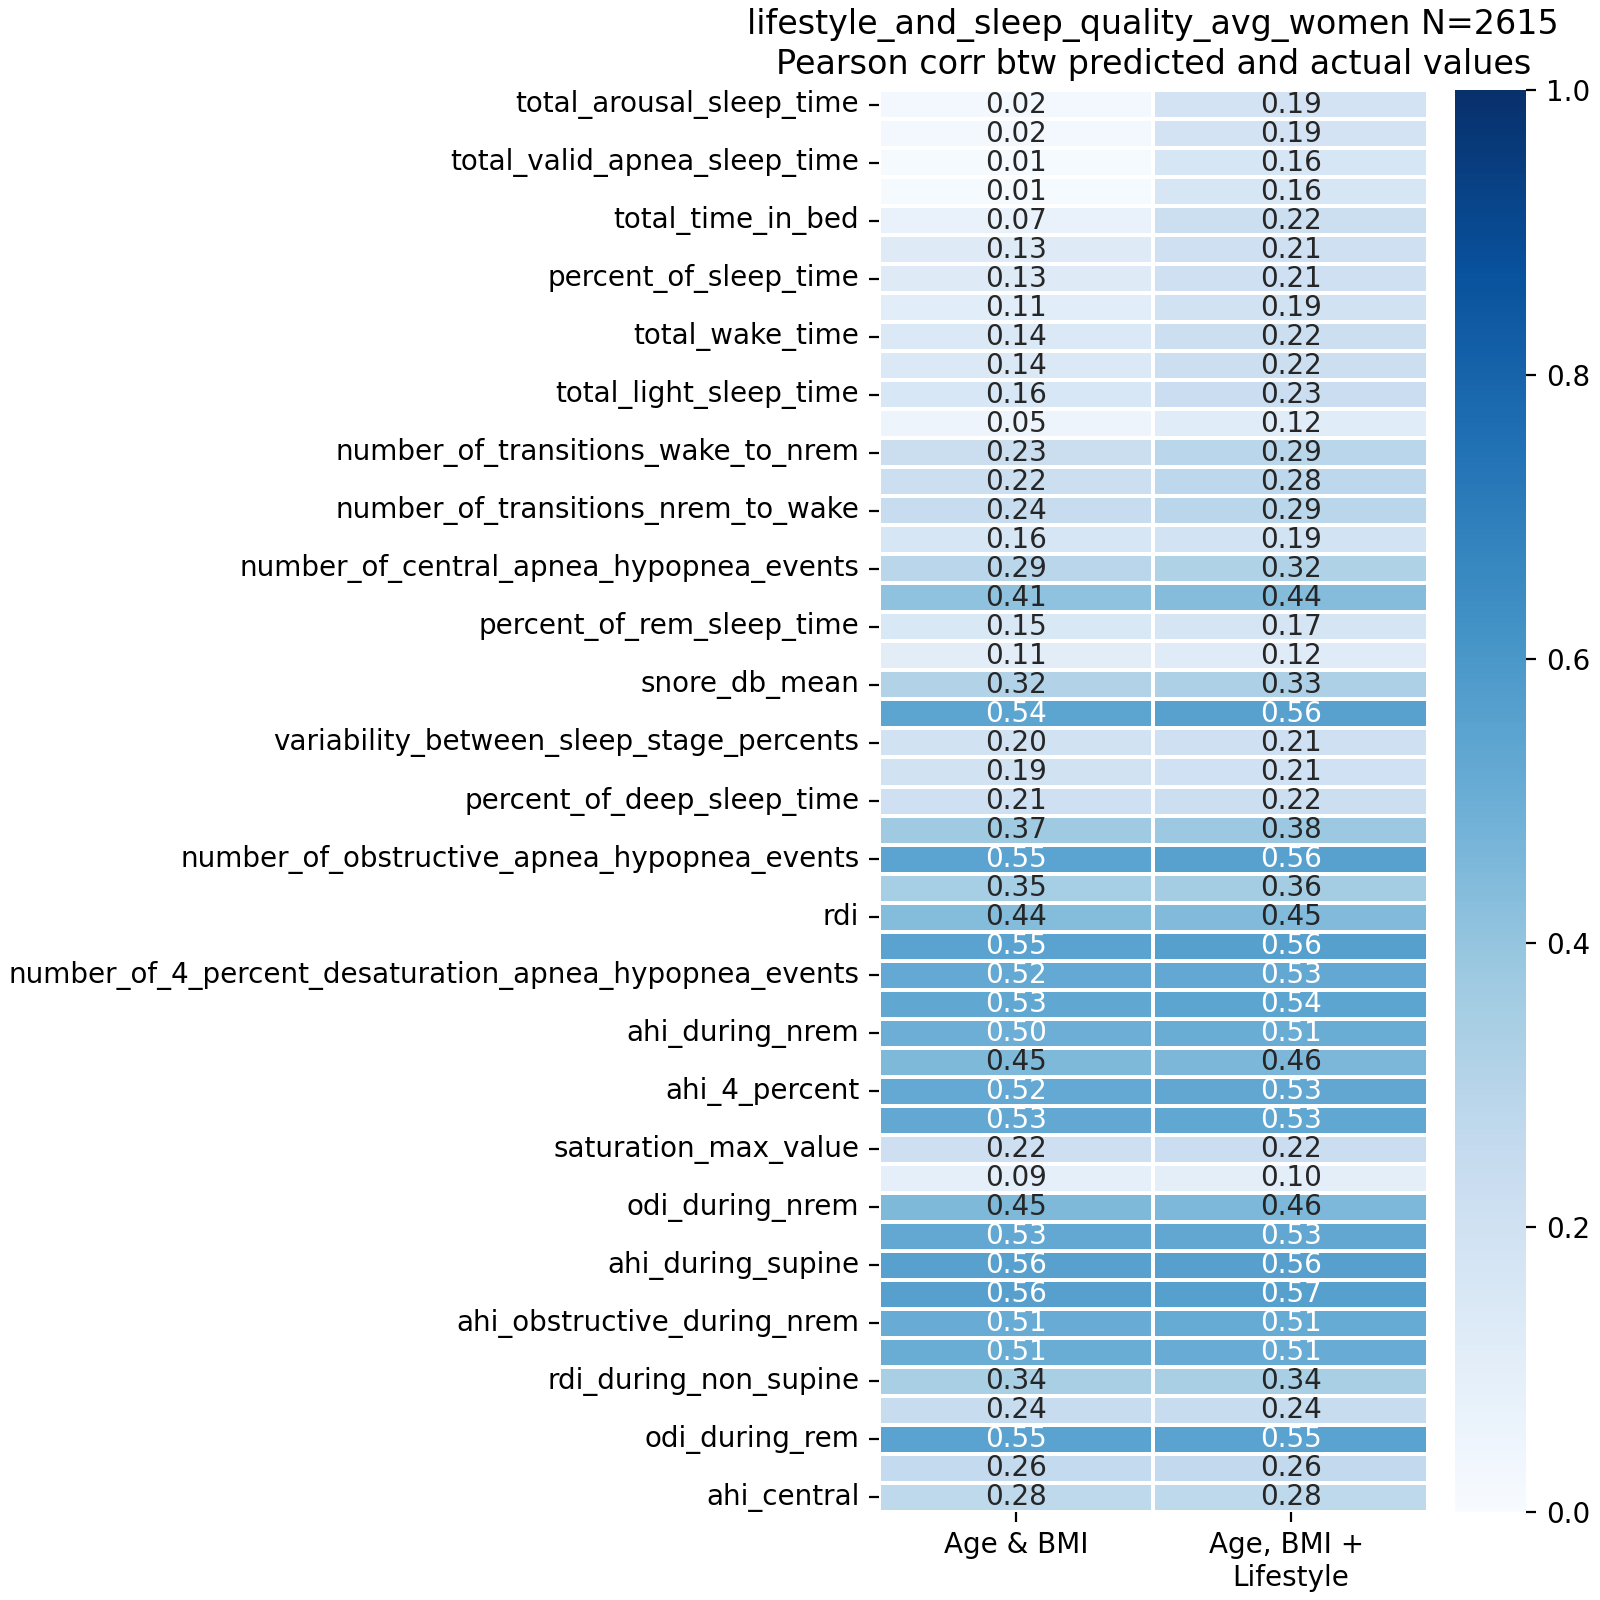 lifestyle_and_sleep_quality_avg_women N=2615
Pearson corr btw predicted and actual values
total_arousal_sleep_time 0.02 0.19
0.02 0.19
total_valid_apnea_sleep_time 0.01 0.16
0.01 0.16
total_time_in_bed 0.07 0.22
0.13 0.21
percent_of_sleep_time 0.13 0.21
0.11 0.19
total_wake_time 0.14 0.22
0.14 0.22
total_light_sleep_time 0.16 0.23
0.05 0.12
number_of_transitions_wake_to_nrem 0.23 0.29
0.22 0.28
number_of_transitions_nrem_to_wake 0.24 0.29
0.16 0.19
number_of_central_apnea_hypopnea_events 0.29 0.32
0.41 0.44
percent_of_rem_sleep_time 0.15 0.17
0.11 0.12
snore_db_mean 0.32 0.33
0.54 0.56
variability_between_sleep_stage_percents 0.20 0.21
0.19 0.21
percent_of_deep_sleep_time 0.21 0.22
0.37 0.38
number_of_obstructive_apnea_hypopnea_events 0.55 0.56
0.35 0.36
rdi 0.44 0.45
0.55 0.56
number_of_4_percent_desaturation_apnea_hypopnea_events 0.52 0.53
0.53 0.54
ahi_during_nrem 0.50 0.51
0.45 0.46
ahi_4_percent 0.52 0.53
0.53 0.53
saturation_max_value 0.22 0.22
0.09 0.10
odi_during_nrem 0.45 0.46
0.53 0.53
ahi_during_supine 0.56 0.56
0.56 0.57
ahi_obstructive_during_nrem 0.51 0.51
0.51 0.51
rdi_during_non_supine 0.34 0.34
0.24 0.24
odi_during_rem 0.55 0.55
0.26 0.26
ahi_central 0.28 0.28
Age & BMI
Age, BMI +
Lifestyle
1.0
0.8
0.6
0.4
0.2
0.0